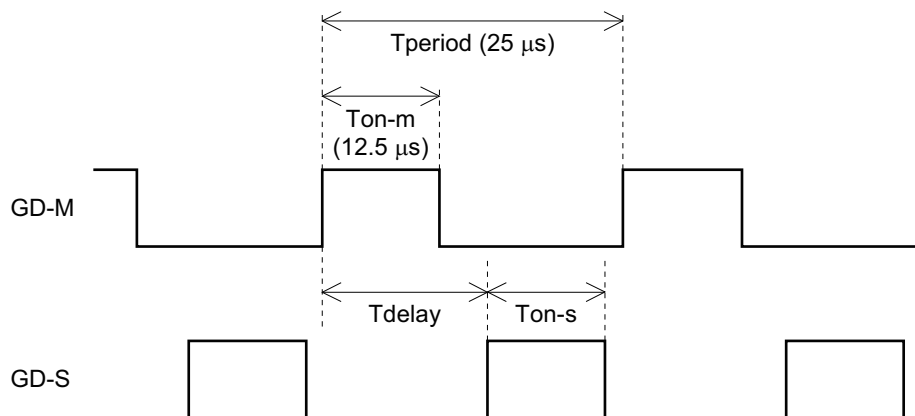 Tperiod (25 μs)
Ton-m
(12.5 μs)
GD-M
Tdelay
Ton-s
GD-S